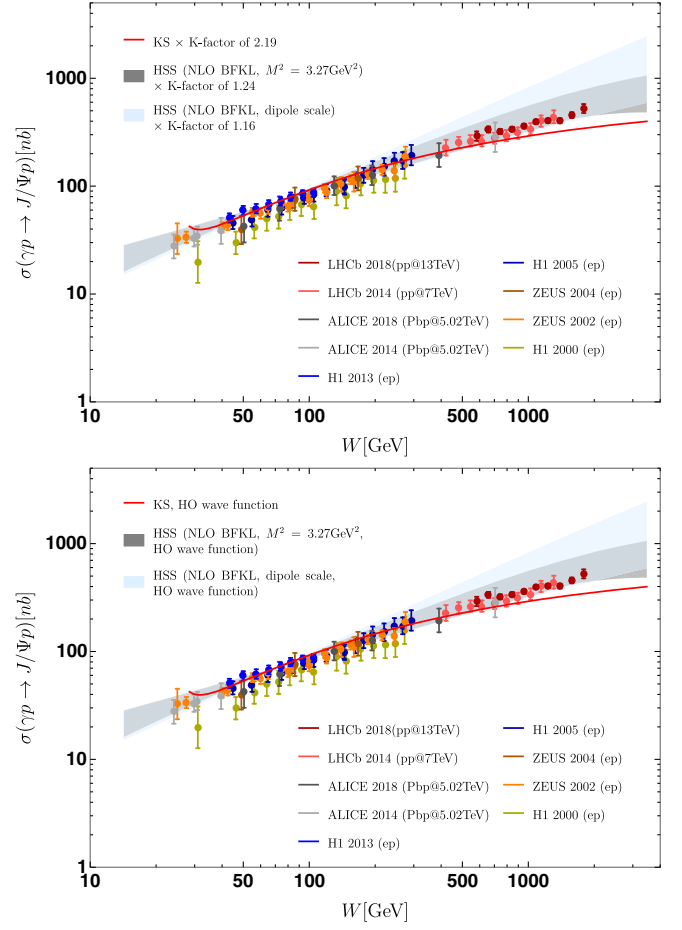 KS × K-factor of 2.19
HSS (NLO BFKL, M² = 3.27GeV²)
× K-factor of 1.24
HSS (NLO BFKL, dipole scale)
× K-factor of 1.16
σ(γp → J/Ψp)[nb]
1000
100
10
1
LHCb 2018(pp@13TeV)
LHCb 2014 (pp@7TeV)
ALICE 2018 (Pbp@5.02TeV)
ALICE 2014 (Pbp@5.02TeV)
H1 2013 (ep)
H1 2005 (ep)
ZEUS 2004 (ep)
ZEUS 2002 (ep)
H1 2000 (ep)
10 50 100 500 1000
W[GeV]
KS, HO wave function
HSS (NLO BFKL, M² = 3.27GeV²,
HO wave function)
HSS (NLO BFKL, dipole scale,
HO wave function)
σ(γp → J/Ψp)[nb]
1000
100
10
1
LHCb 2018(pp@13TeV)
LHCb 2014 (pp@7TeV)
ALICE 2018 (Pbp@5.02TeV)
ALICE 2014 (Pbp@5.02TeV)
H1 2013 (ep)
H1 2005 (ep)
ZEUS 2004 (ep)
ZEUS 2002 (ep)
H1 2000 (ep)
10 50 100 500 1000
W[GeV]